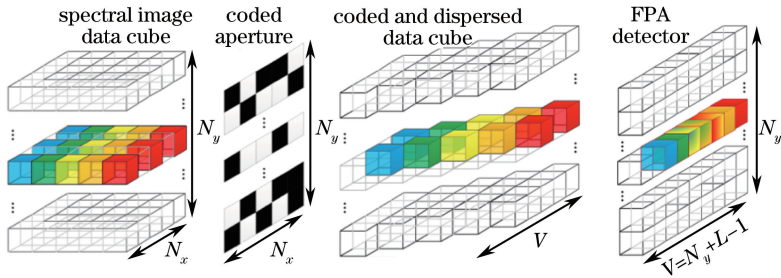 spectral image
data cube
coded
aperture
coded and dispersed
data cube
FPA
detector
N_y
N_x
N_y
N_x
V
N_y
V=N_y+L−1